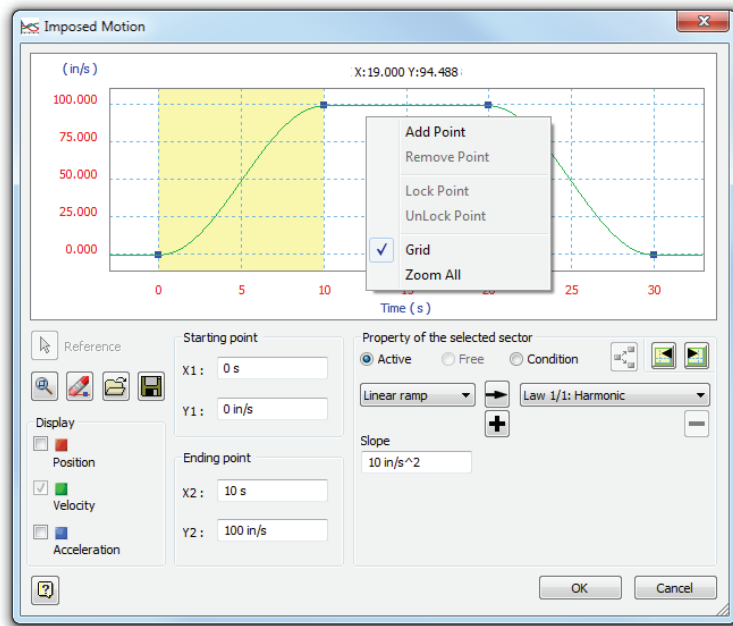 Imposed Motion
(in/s)
X:19.000 Y:94.488
100.000
75.000
50.000
25.000
0.000
Add Point
Remove Point
Lock Point
UnLock Point
Grid
Zoom All
0 5 10 15 20 25 30
Time (s)
Reference
Display
Position
Velocity
Acceleration
Starting point
X1: 0 s
Y1: 0 in/s
Ending point
X2: 10 s
Y2: 100 in/s
Property of the selected sector
Active Free Condition
Linear ramp Law 1/1: Harmonic
Slope
10 in/s^2
OK Cancel